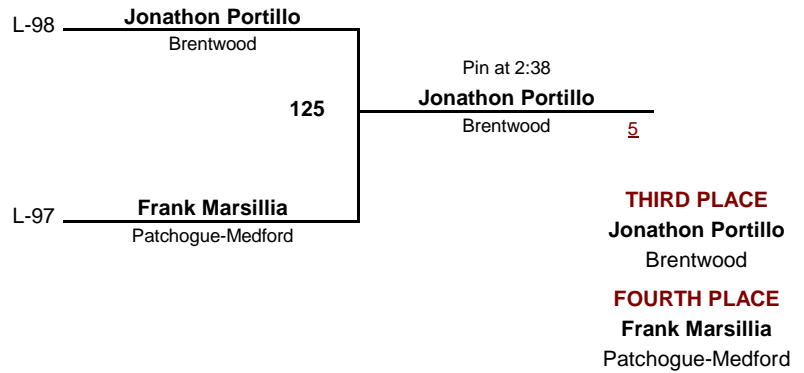 L-98 Jonathon Portillo
Brentwood
Pin at 2:38
125 Jonathon Portillo
Brentwood 5
L-97 Frank Marsillia
Patchogue-Medford
THIRD PLACE
Jonathon Portillo
Brentwood
FOURTH PLACE
Frank Marsillia
Patchogue-Medford